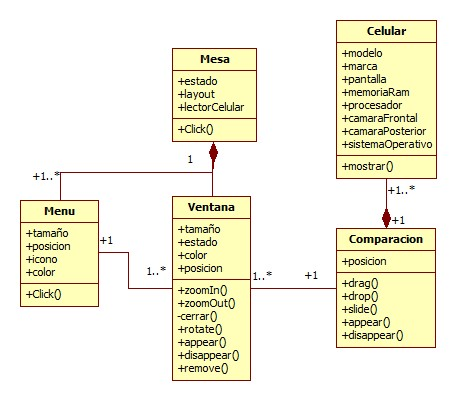 Mesa
+estado
+layout
+lectorCelular
+Click()
Celular
+modelo
+marca
+pantalla
+memoriaRam
+procesador
+camaraFrontal
+camaraPosterior
+sistemaOperativo
+mostrar()
1
+1..*
+1..*
+1
Menu
+tamaño
+posicion
+icono
+color
+Click()
+1
1..*
Ventana
+tamaño
+estado
+color
+posicion
+zoomIn()
+zoomOut()
-cerrar()
+rotate()
+appear()
+disappear()
+remove()
1..*
+1
Comparacion
+posicion
+drag()
+drop()
+slide()
+appear()
+disappear()